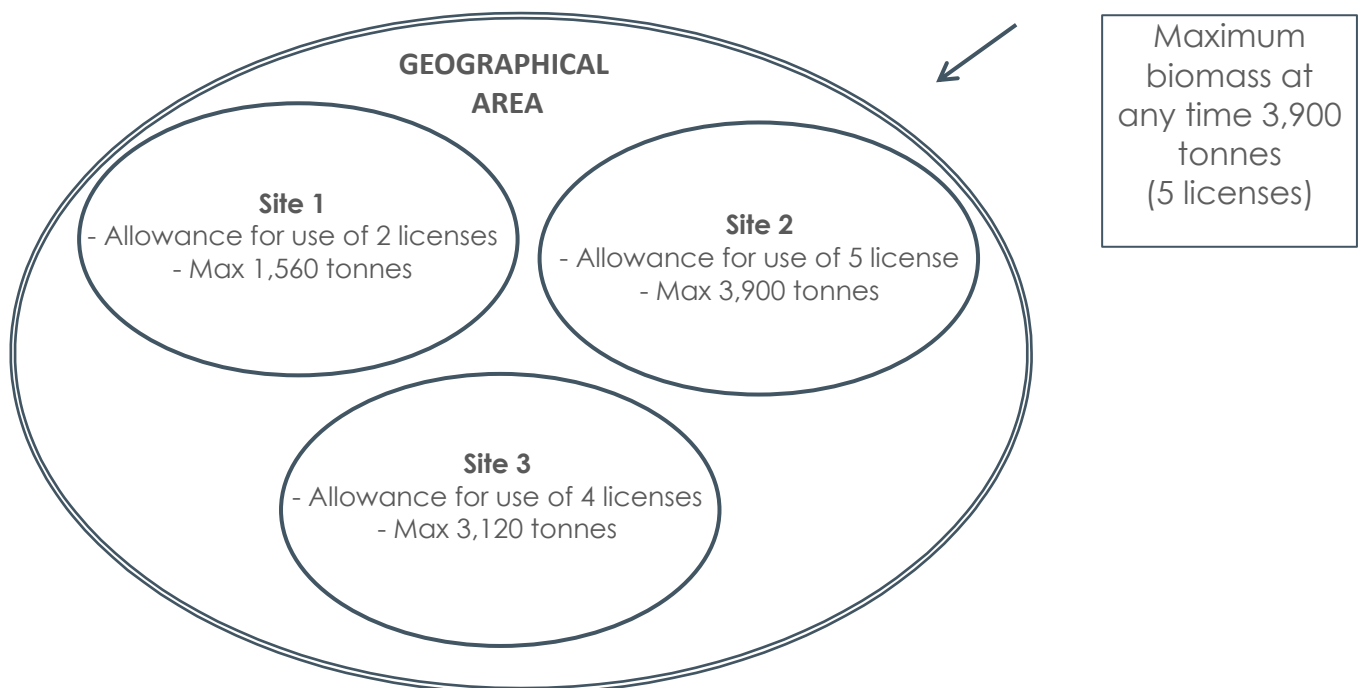 GEOGRAPHICAL
AREA
Maximum
biomass at
any time 3,900
tonnes
(5 licenses)
Site 1
- Allowance for use of 2 licenses
- Max 1,560 tonnes
Site 2
- Allowance for use of 5 license
- Max 3,900 tonnes
Site 3
- Allowance for use of 4 licenses
- Max 3,120 tonnes